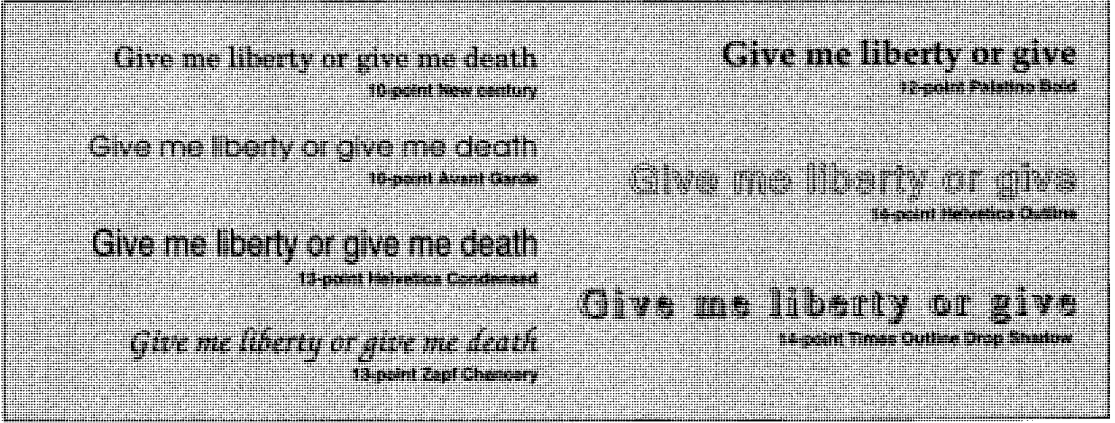 Give me liberty or give me death
10-point New century
Give me liberty or give me death
10-point Avant Garde
Give me liberty or give me death
13-point Helvetica Condensed
Give me liberty or give me death
13-point Zapf Chancery
Give me liberty or give
12-point Palatino Bold
Give me liberty or give
14-point Helvetica Outline
Give me liberty or give
14-point Times Outline Drop Shadow